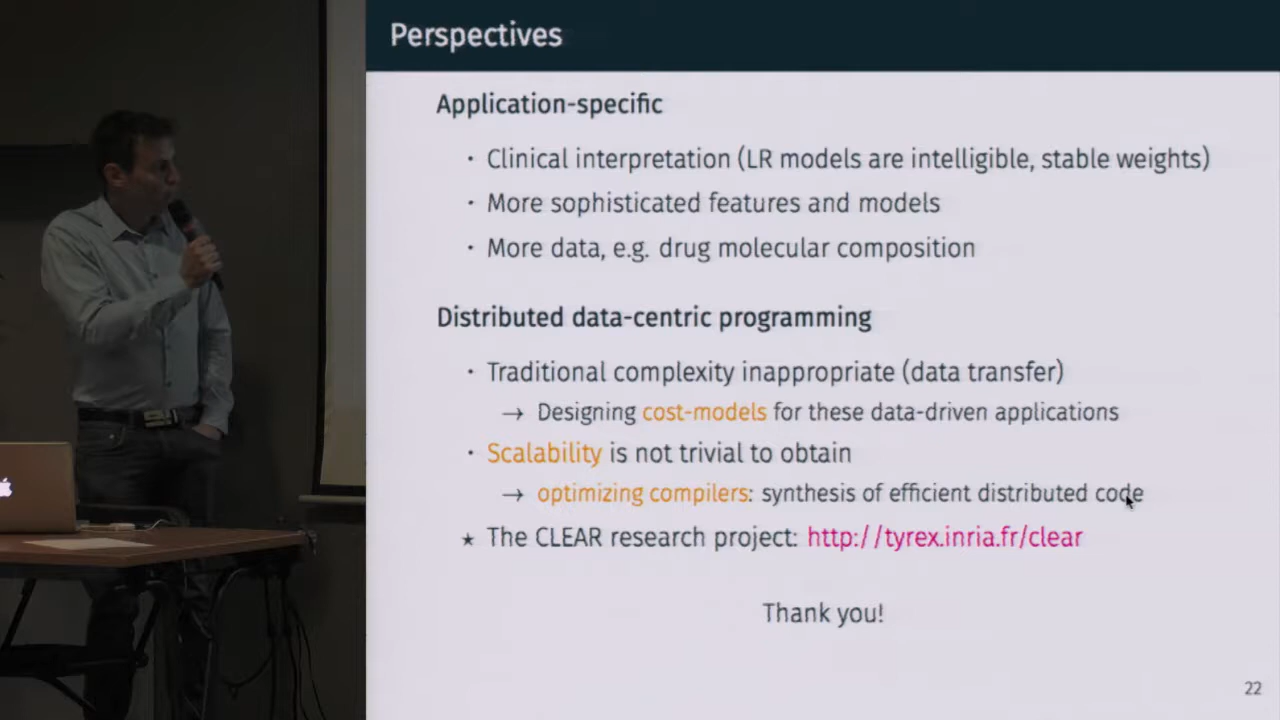 Perspectives
Application-specific
· Clinical interpretation (LR models are intelligible, stable weights)
· More sophisticated features and models
· More data, e.g. drug molecular composition
Distributed data-centric programming
· Traditional complexity inappropriate (data transfer)
→ Designing cost-models for these data-driven applications
· Scalability is not trivial to obtain
→ optimizing compilers: synthesis of efficient distributed code
★ The CLEAR research project: http://tyrex.inria.fr/clear
Thank you!
22